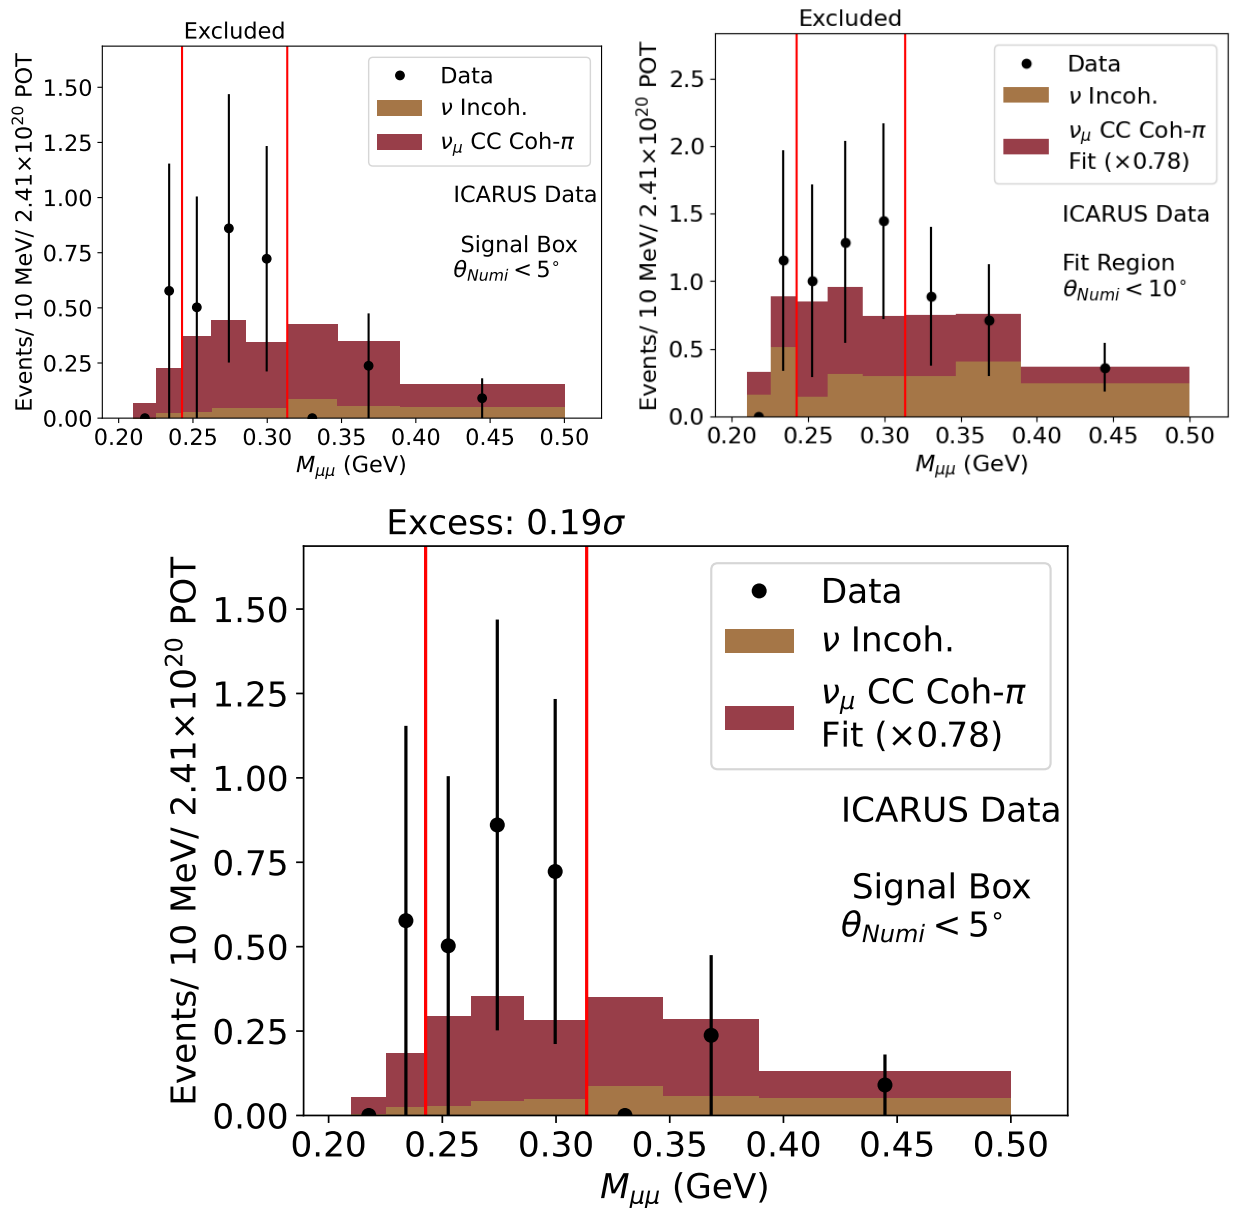 Excluded
Events/ 10 MeV/ 2.41×10²⁰ POT
1.50
1.25
1.00
0.75
0.50
0.25
0.00
Data
ν Incoh.
ν_μ CC Coh-π
ICARUS Data
Signal Box
θ_Numi < 5°
0.20 0.25 0.30 0.35 0.40 0.45 0.50
M_μμ (GeV)
Excluded
Events/ 10 MeV/ 2.41×10²⁰ POT
2.5
2.0
1.5
1.0
0.5
0.0
Data
ν Incoh.
ν_μ CC Coh-π
Fit (×0.78)
ICARUS Data
Fit Region
θ_Numi < 10°
0.20 0.25 0.30 0.35 0.40 0.45 0.50
M_μμ (GeV)
Excess: 0.19σ
Events/ 10 MeV/ 2.41×10²⁰ POT
1.50
1.25
1.00
0.75
0.50
0.25
0.00
Data
ν Incoh.
ν_μ CC Coh-π
Fit (×0.78)
ICARUS Data
Signal Box
θ_Numi < 5°
0.20 0.25 0.30 0.35 0.40 0.45 0.50
M_μμ (GeV)